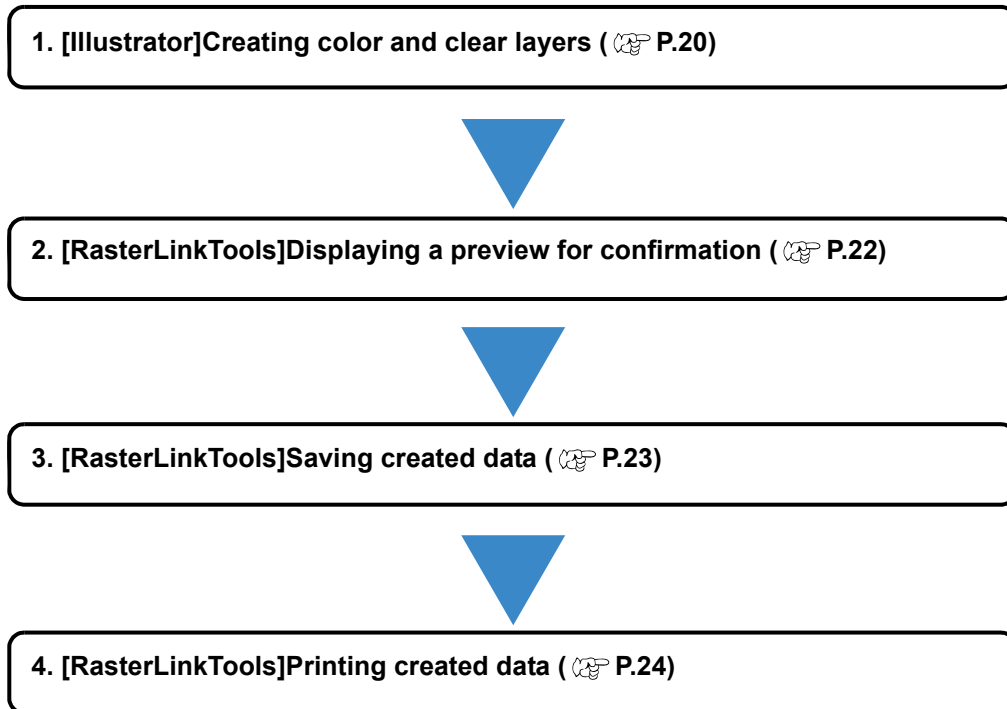 1. [Illustrator]Creating color and clear layers ( P.20)
2. [RasterLinkTools]Displaying a preview for confirmation ( P.22)
3. [RasterLinkTools]Saving created data ( P.23)
4. [RasterLinkTools]Printing created data ( P.24)